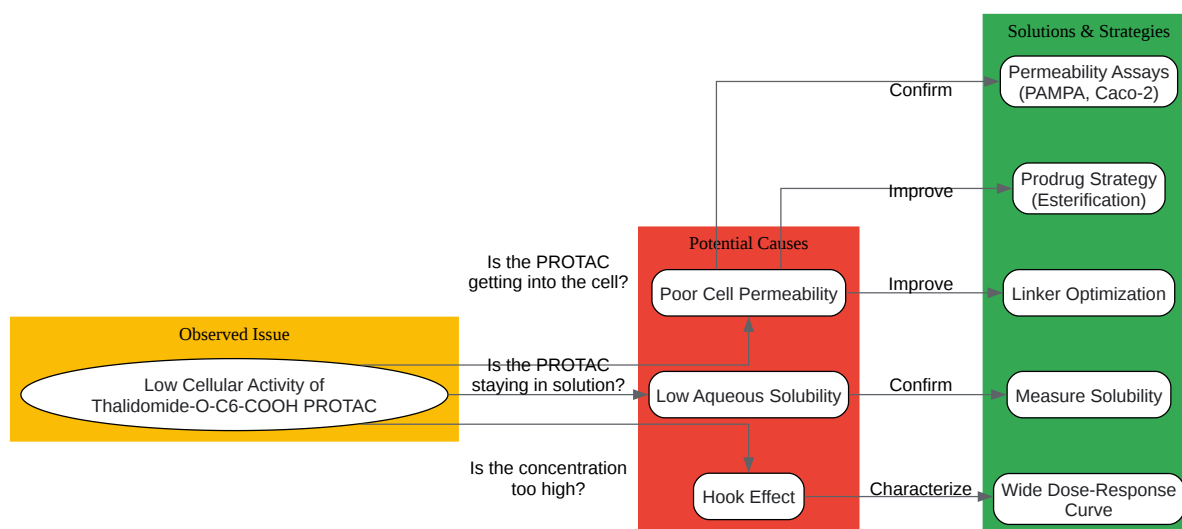 Solutions & Strategies
Permeability Assays
(PAMPA, Caco-2)
Confirm
Prodrug Strategy
(Esterification)
Improve
Potential Causes
Is the PROTAC
getting into the cell?
Poor Cell Permeability
Improve
Linker Optimization
Observed Issue
Low Cellular Activity of
Thalidomide-O-C6-COOH PROTAC
Is the PROTAC
staying in solution?
Low Aqueous Solubility
Confirm
Measure Solubility
Is the concentration
too high?
Hook Effect
Characterize
Wide Dose-Response
Curve